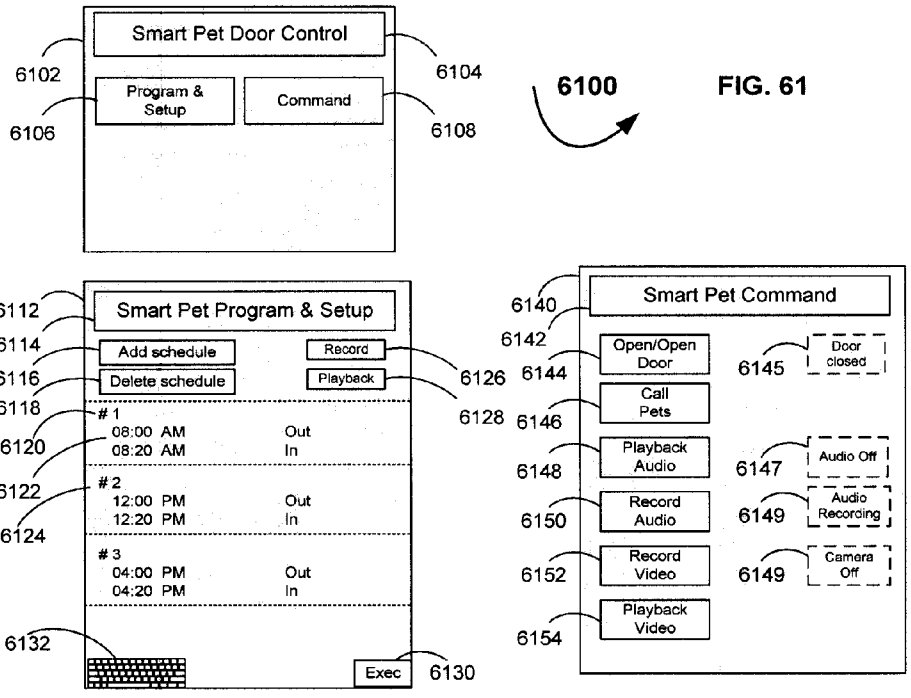 Smart Pet Door Control
6102
6104
6100
FIG. 61
Program &
Setup
Command
6106
6108
6112
Smart Pet Program & Setup
6114
Add schedule
Record
6116
Delete schedule
Playback
6126
6118
6128
# 1
6120
08:00 AM Out
08:20 AM In
6122
# 2
6124
12:00 PM Out
12:20 PM In
# 3
04:00 PM Out
04:20 PM In
6132
Exec
6130
6140
Smart Pet Command
6142
Open/Open
Door
6144
6145
Door
closed
Call
Pets
6146
Playback
Audio
6148
6147
Audio Off
Record
Audio
6150
6149
Audio
Recording
Record
Video
6152
6149
Camera
Off
Playback
Video
6154